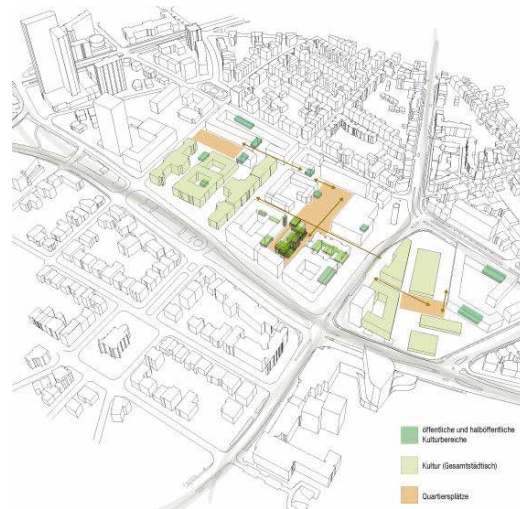 öffentliche und halböffentliche
Kulturbereiche
Kultur (Gesamtstädtisch)
Quartiersplätze